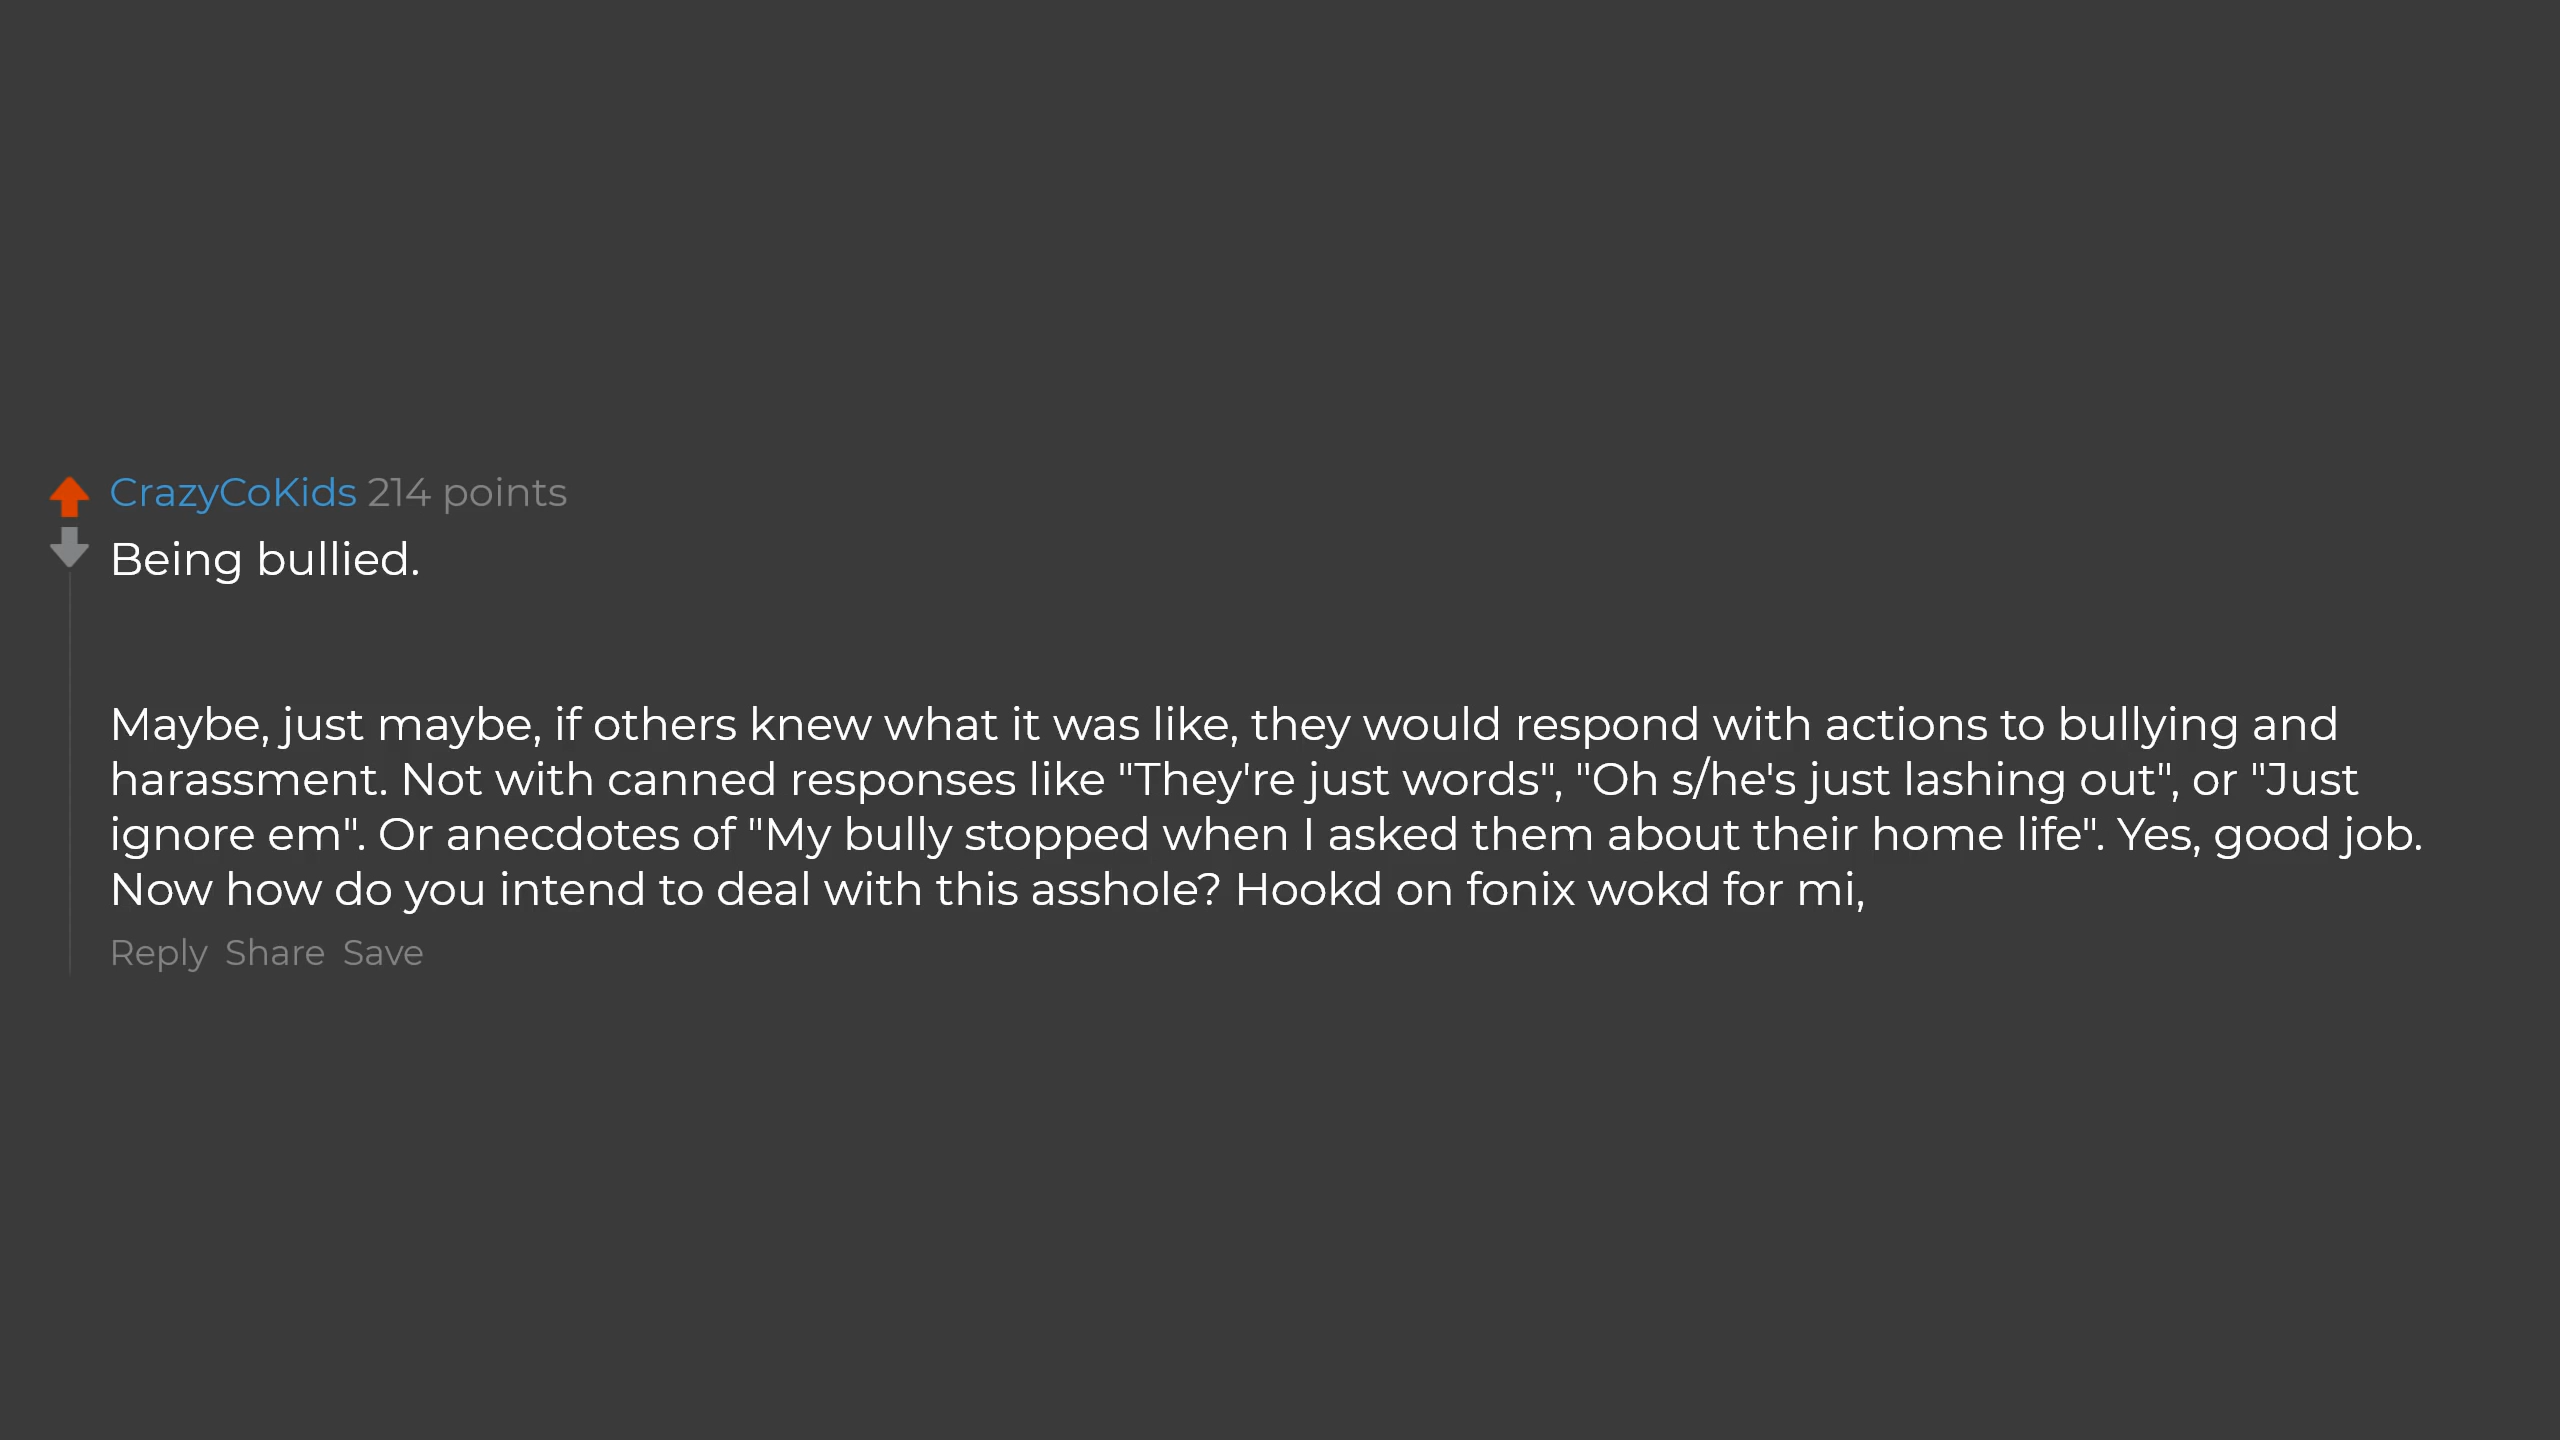 CrazyCoKids 214 points
Being bullied.
Maybe, just maybe, if others knew what it was like, they would respond with actions to bullying and
harassment. Not with canned responses like "They're just words", "Oh s/he's just lashing out", or "Just
ignore em". Or anecdotes of "My bully stopped when I asked them about their home life". Yes, good job.
Now how do you intend to deal with this asshole? Hookd on fonix wokd for mi,
Reply Share Save